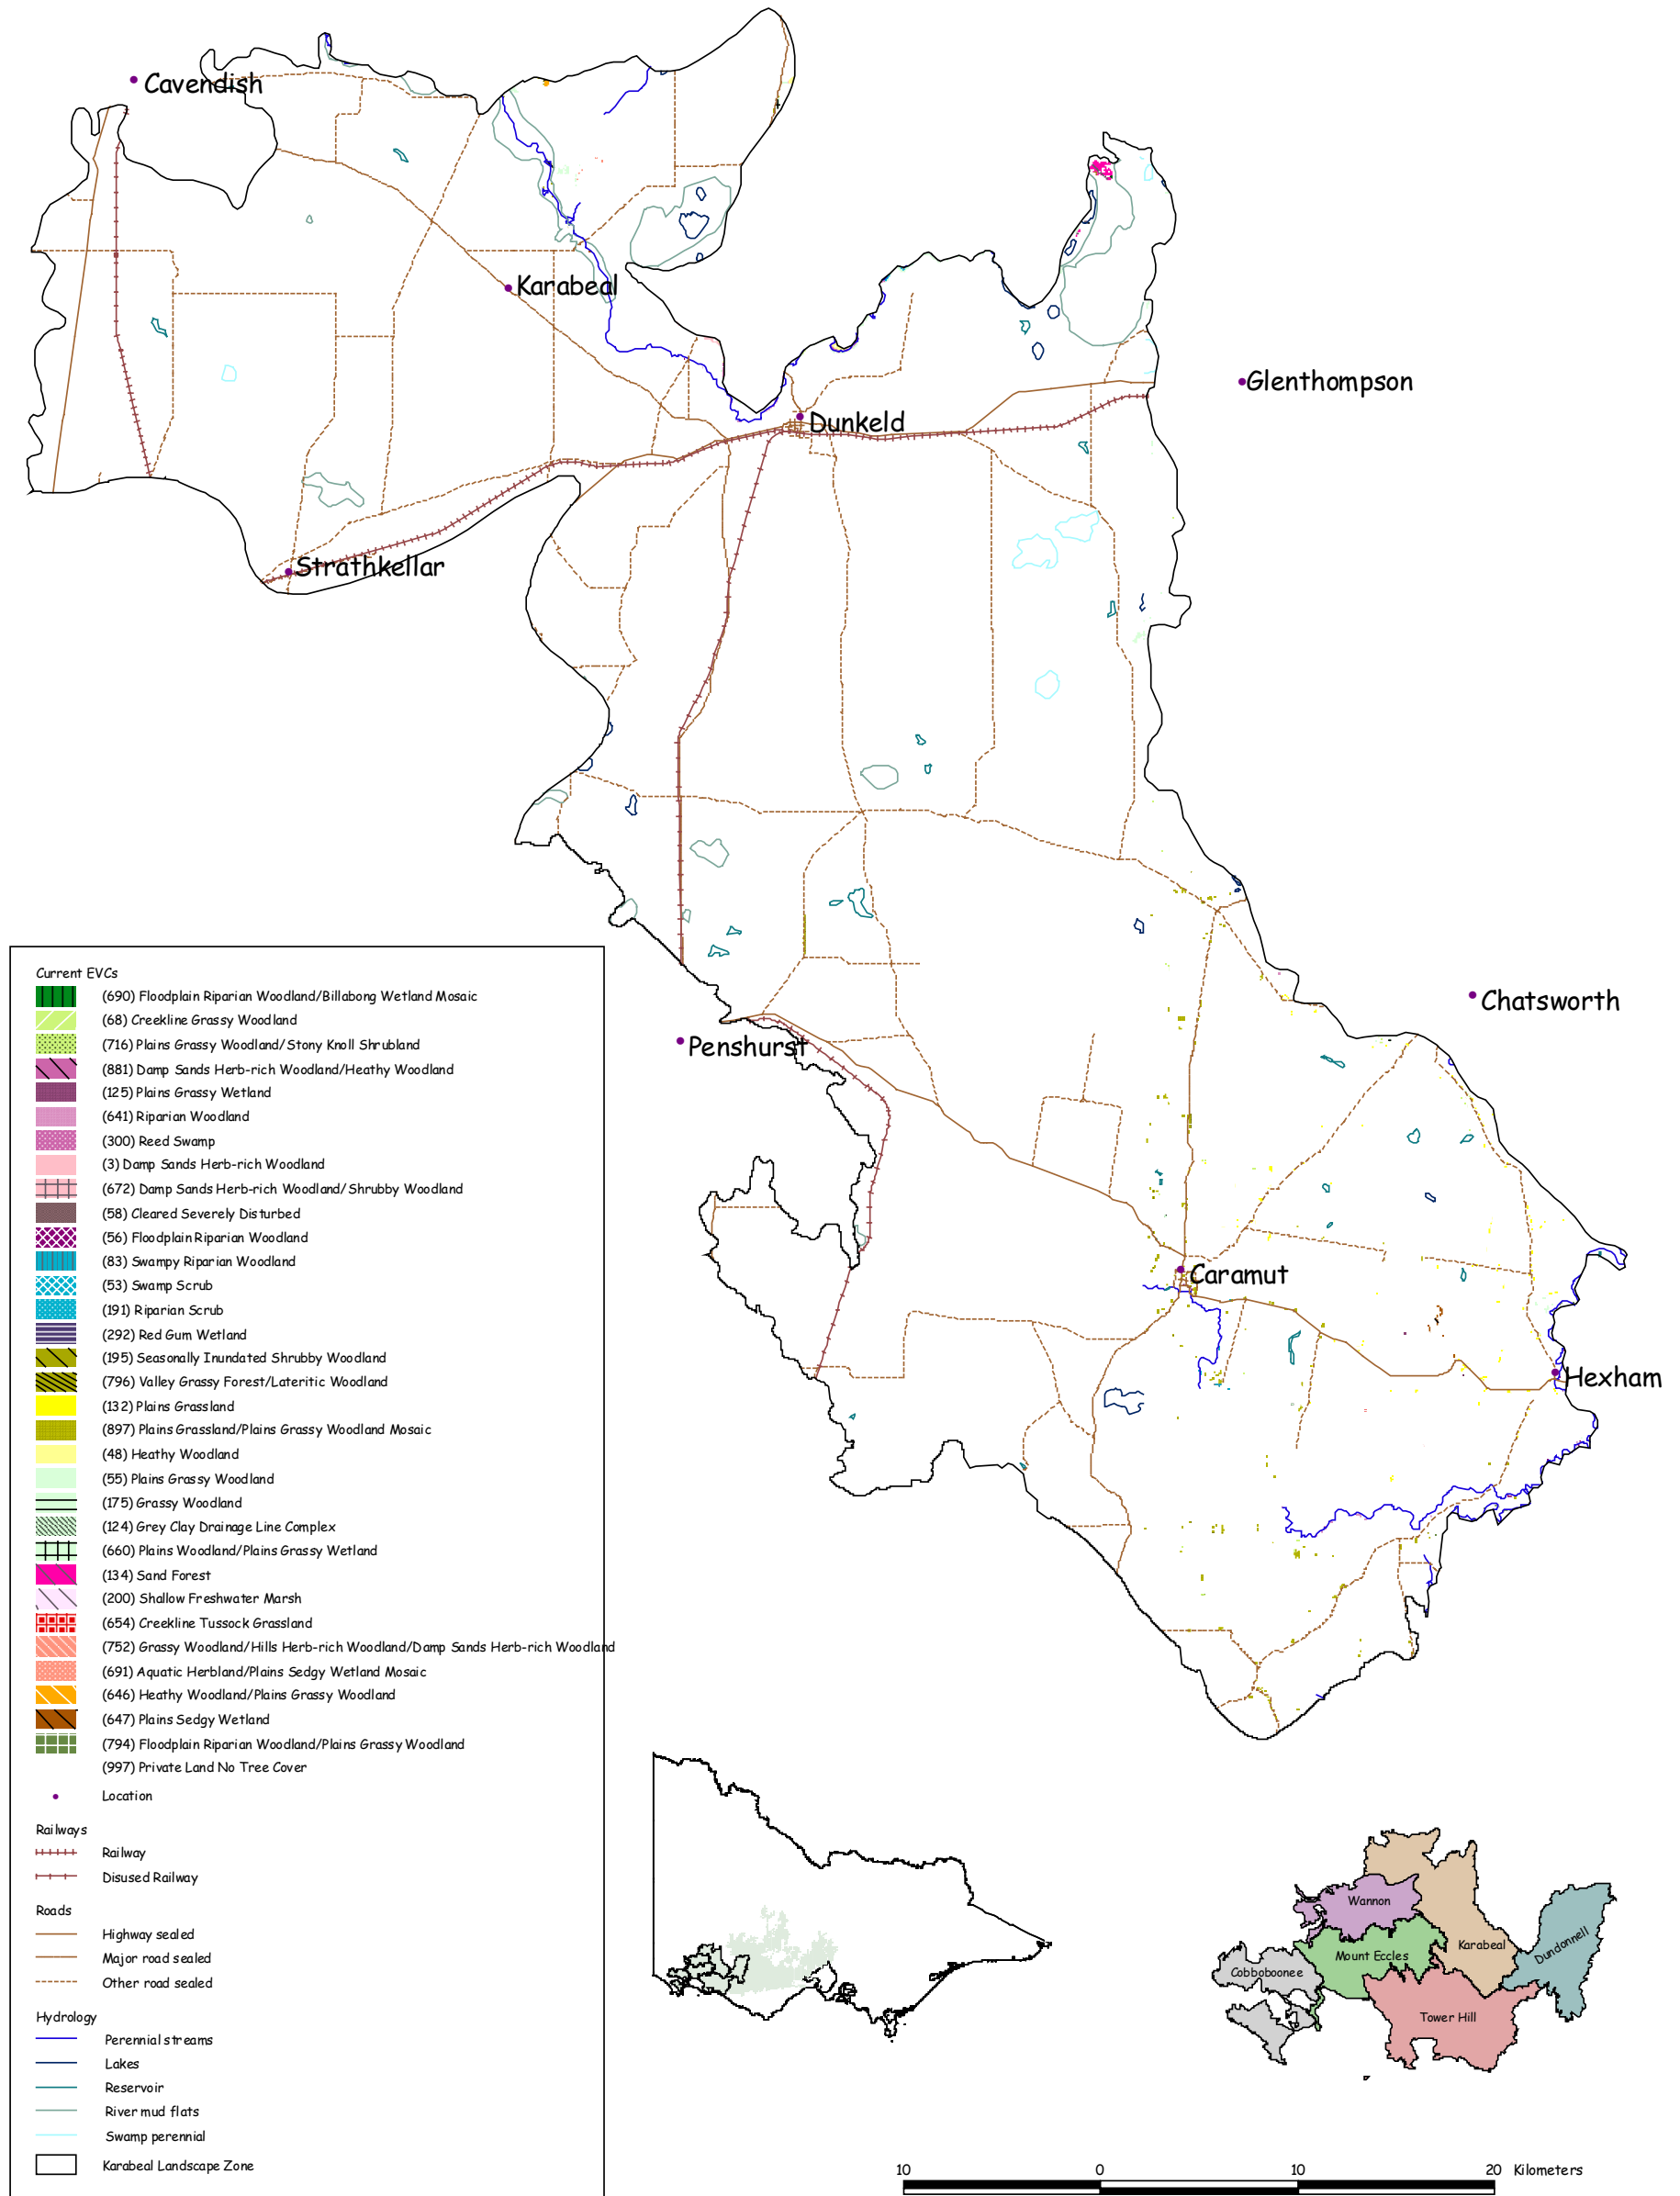 Cavendish
Karabeal
Glenthompson
Dunkeld
Strathkellar
Chatsworth
Penshurst
Caramut
Hexham
Current EVCs
(690) Floodplain Riparian Woodland/Billabong Wetland Mosaic
(68) Creekline Grassy Woodland
(716) Plains Grassy Woodland/Stony Knoll Shrubland
(881) Damp Sands Herb-rich Woodland/Heathy Woodland
(125) Plains Grassy Wetland
(641) Riparian Woodland
(300) Reed Swamp
(3) Damp Sands Herb-rich Woodland
(672) Damp Sands Herb-rich Woodland/Shrubby Woodland
(58) Cleared Severely Disturbed
(56) Floodplain Riparian Woodland
(83) Swampy Riparian Woodland
(53) Swamp Scrub
(191) Riparian Scrub
(292) Red Gum Wetland
(195) Seasonally Inundated Shrubby Woodland
(796) Valley Grassy Forest/Lateritic Woodland
(132) Plains Grassland
(897) Plains Grassland/Plains Grassy Woodland Mosaic
(48) Heathy Woodland
(55) Plains Grassy Woodland
(175) Grassy Woodland
(124) Grey Clay Drainage Line Complex
(660) Plains Woodland/Plains Grassy Wetland
(134) Sand Forest
(200) Shallow Freshwater Marsh
(654) Creekline Tussock Grassland
(752) Grassy Woodland/Hills Herb-rich Woodland/Damp Sands Herb-rich Woodland
(691) Aquatic Herbland/Plains Sedgy Wetland Mosaic
(646) Heathy Woodland/Plains Grassy Woodland
(647) Plains Sedgy Wetland
(794) Floodplain Riparian Woodland/Plains Grassy Woodland
(997) Private Land No Tree Cover
Location
Railways
Railway
Disused Railway
Roads
Highway sealed
Major road sealed
Other road sealed
Hydrology
Perennial streams
Lakes
Reservoir
River mud flats
Swamp perennial
Karabeal Landscape Zone
Wannon
Mount Eccles
Karabeal
Dundonnell
Cobboboonee
Tower Hill
10 0 10 20 Kilometers